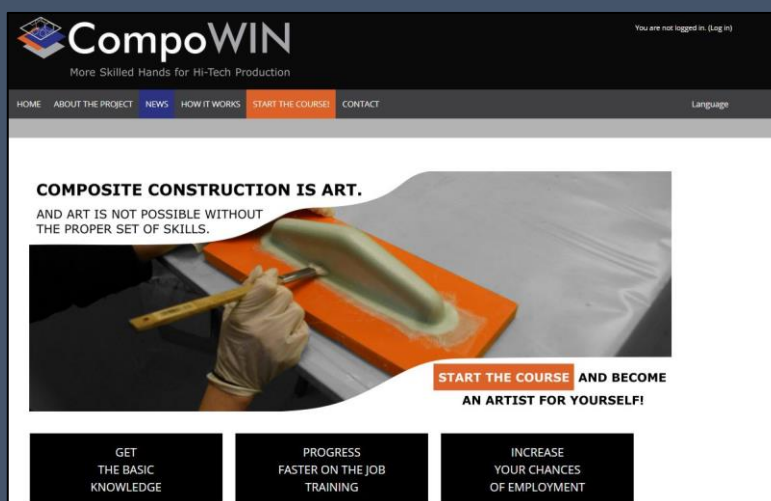 CompoWIN
More Skilled Hands for Hi-Tech Production
You are not logged in. (Log in)
HOME ABOUT THE PROJECT NEWS HOW IT WORKS START THE COURSE! CONTACT Language
COMPOSITE CONSTRUCTION IS ART.
AND ART IS NOT POSSIBLE WITHOUT
THE PROPER SET OF SKILLS.
START THE COURSE AND BECOME
AN ARTIST FOR YOURSELF!
GET
THE BASIC
KNOWLEDGE
PROGRESS
FASTER ON THE JOB
TRAINING
INCREASE
YOUR CHANCES
OF EMPLOYMENT